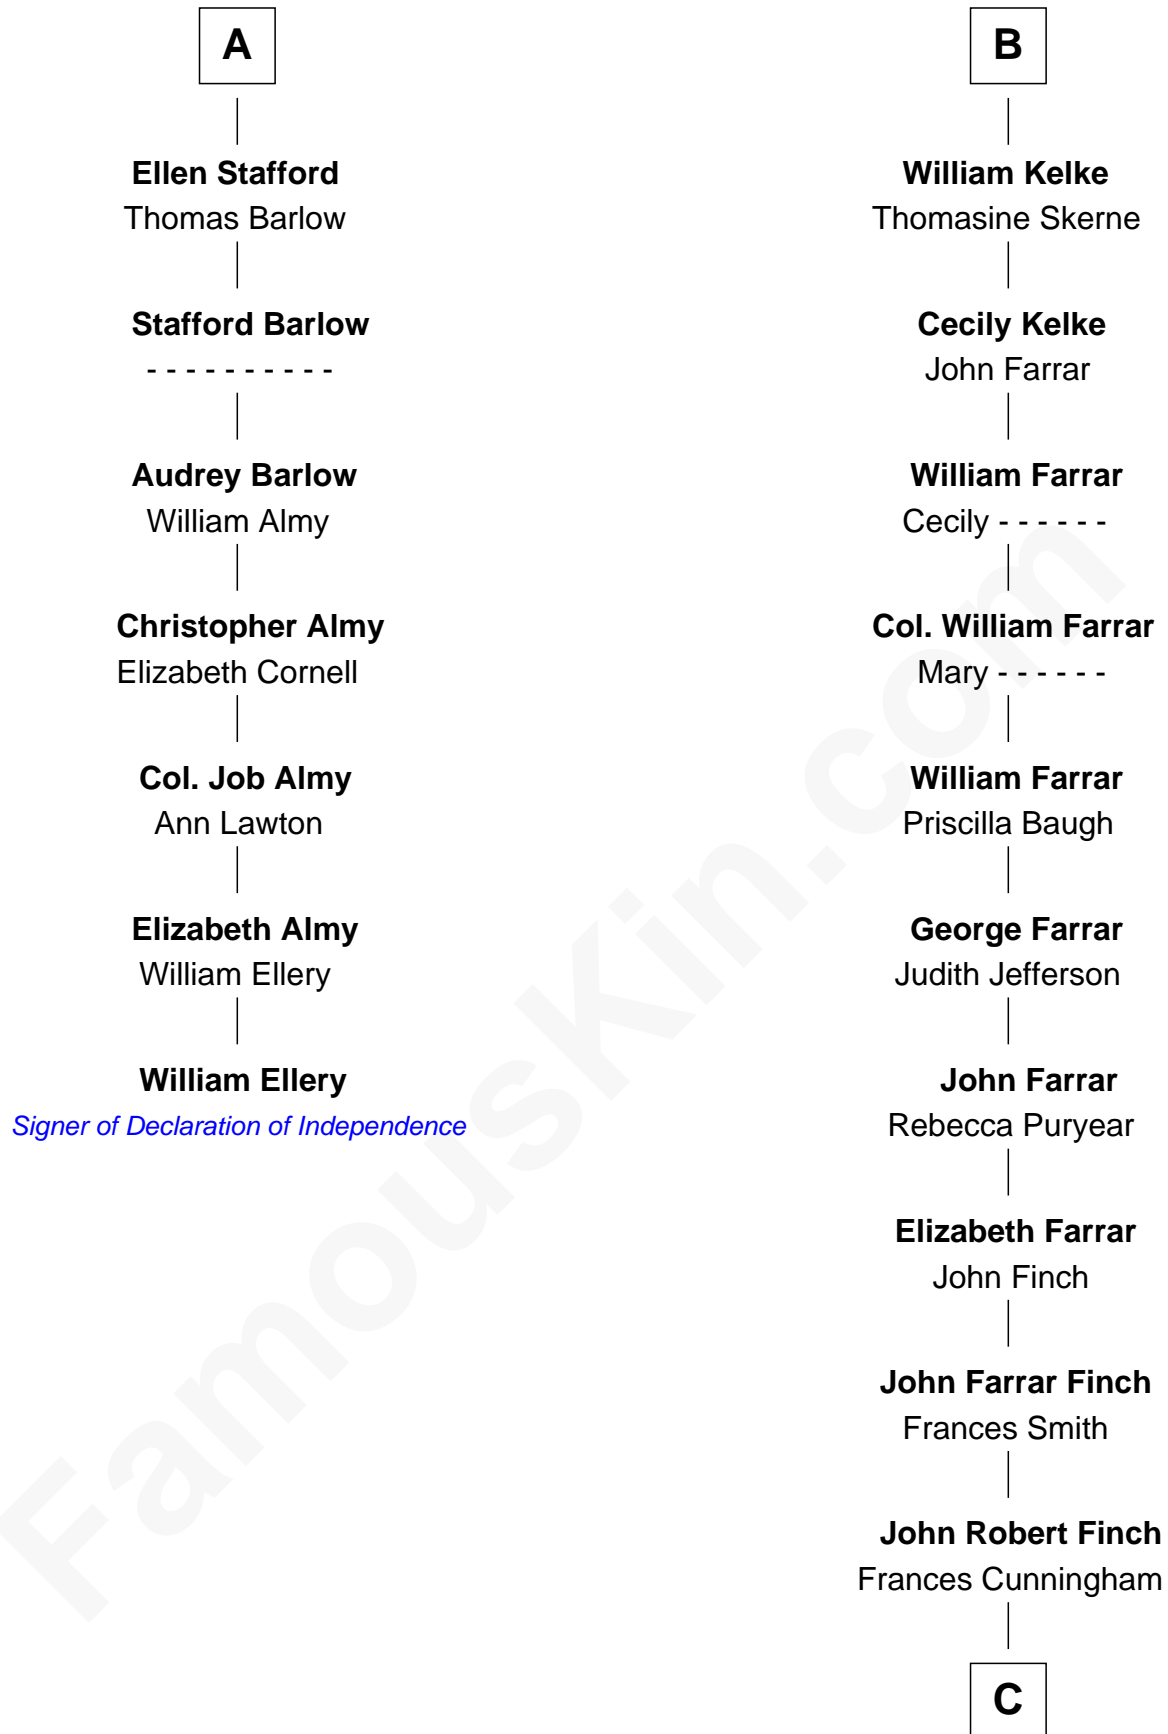 A
Ellen Stafford
Thomas Barlow
Stafford Barlow
- - - - - - - - - -
Audrey Barlow
William Almy
Christopher Almy
Elizabeth Cornell
Col. Job Almy
Ann Lawton
Elizabeth Almy
William Ellery
William Ellery
Signer of Declaration of Independence
B
William Kelke
Thomasine Skerne
Cecily Kelke
John Farrar
William Farrar
Cecily - - - - - -
Col. William Farrar
Mary - - - - - -
William Farrar
Priscilla Baugh
George Farrar
Judith Jefferson
John Farrar
Rebecca Puryear
Elizabeth Farrar
John Finch
John Farrar Finch
Frances Smith
John Robert Finch
Frances Cunningham
C
FamousKin.com